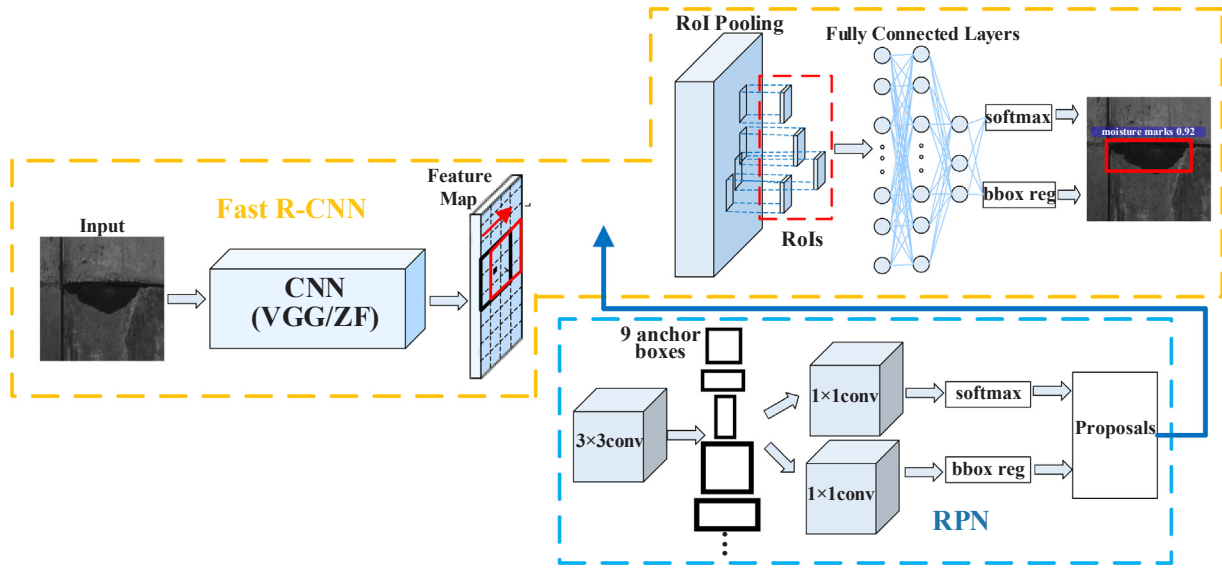 RoI Pooling
Fully Connected Layers
softmax
moisture marks 0.92
bbox reg
RoIs
Feature
Map
Fast R-CNN
Input
CNN
(VGG/ZF)
9 anchor
boxes
3×3conv
1×1conv
softmax
Proposals
1×1conv
bbox reg
RPN